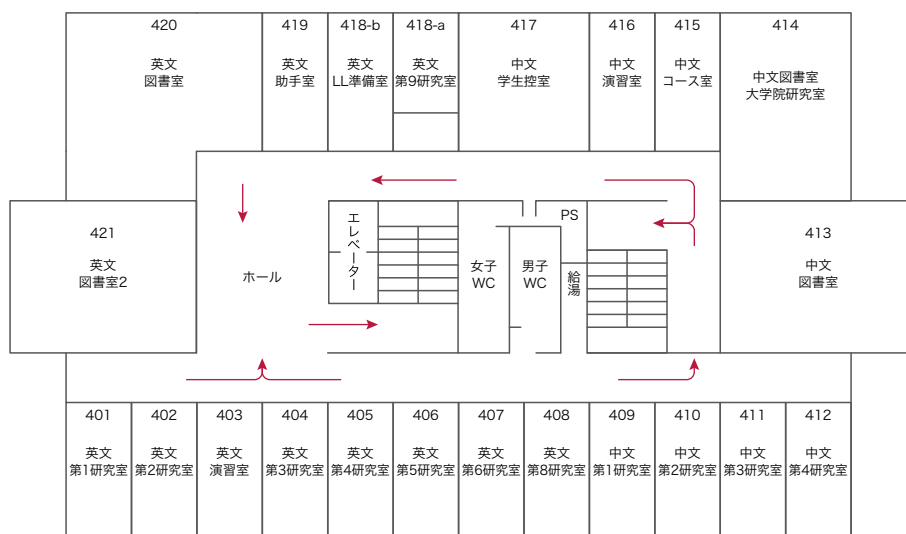 420
英文
図書室
419
英文
助手室
418-b
英文
LL準備室
418-a
英文
第9研究室
417
中文
学生控室
416
中文
演習室
415
中文
コース室
414
中文図書室
大学院研究室
421
英文
図書室2
ホール
エレベーター
女子
WC
男子
WC
PS
給湯
413
中文
図書室
401
英文
第1研究室
402
英文
第2研究室
403
英文
演習室
404
英文
第3研究室
405
英文
第4研究室
406
英文
第5研究室
407
英文
第6研究室
408
英文
第8研究室
409
中文
第1研究室
410
中文
第2研究室
411
中文
第3研究室
412
中文
第4研究室